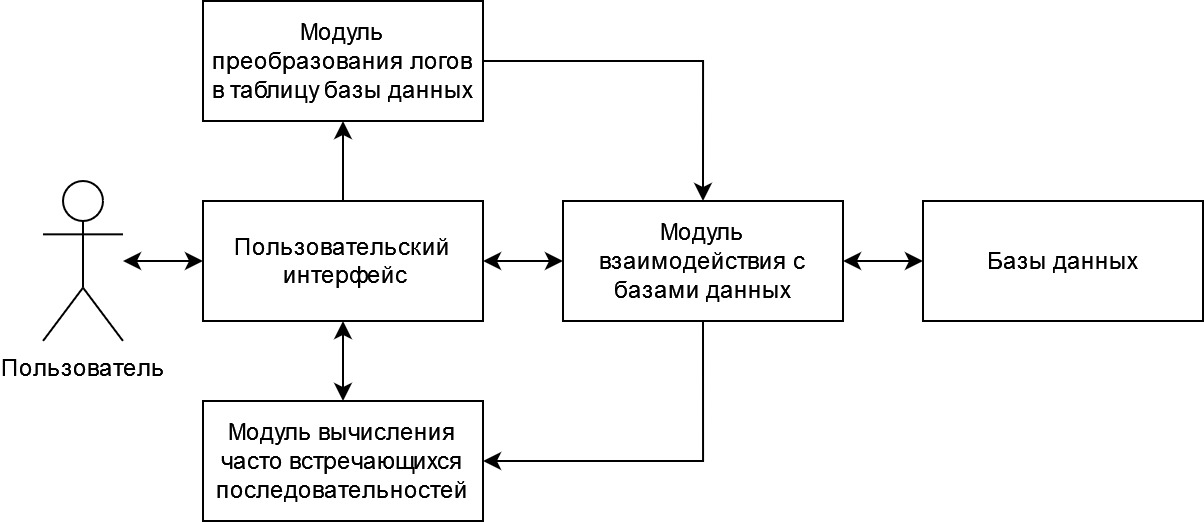 Модуль
преобразования логов
в таблицу базы данных
Пользователь
Пользовательский
интерфейс
Модуль
взаимодействия с
базами данных
Базы данных
Модуль вычисления
часто встречающихся
последовательностей